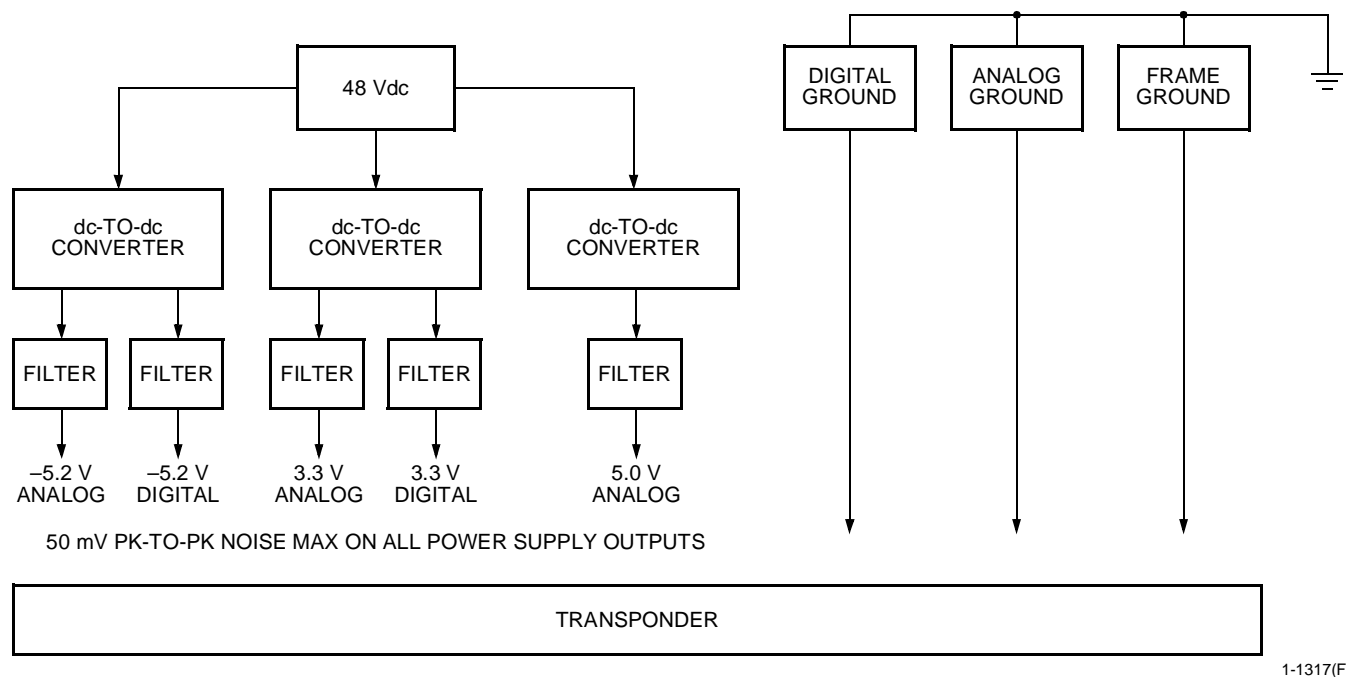 48 Vdc
DIGITAL
GROUND
ANALOG
GROUND
FRAME
GROUND
dc-TO-dc
CONVERTER
dc-TO-dc
CONVERTER
dc-TO-dc
CONVERTER
FILTER
FILTER
FILTER
FILTER
FILTER
–5.2 V
ANALOG
–5.2 V
DIGITAL
3.3 V
ANALOG
3.3 V
DIGITAL
5.0 V
ANALOG
50 mV PK-TO-PK NOISE MAX ON ALL POWER SUPPLY OUTPUTS
TRANSPONDER
1-1317(F